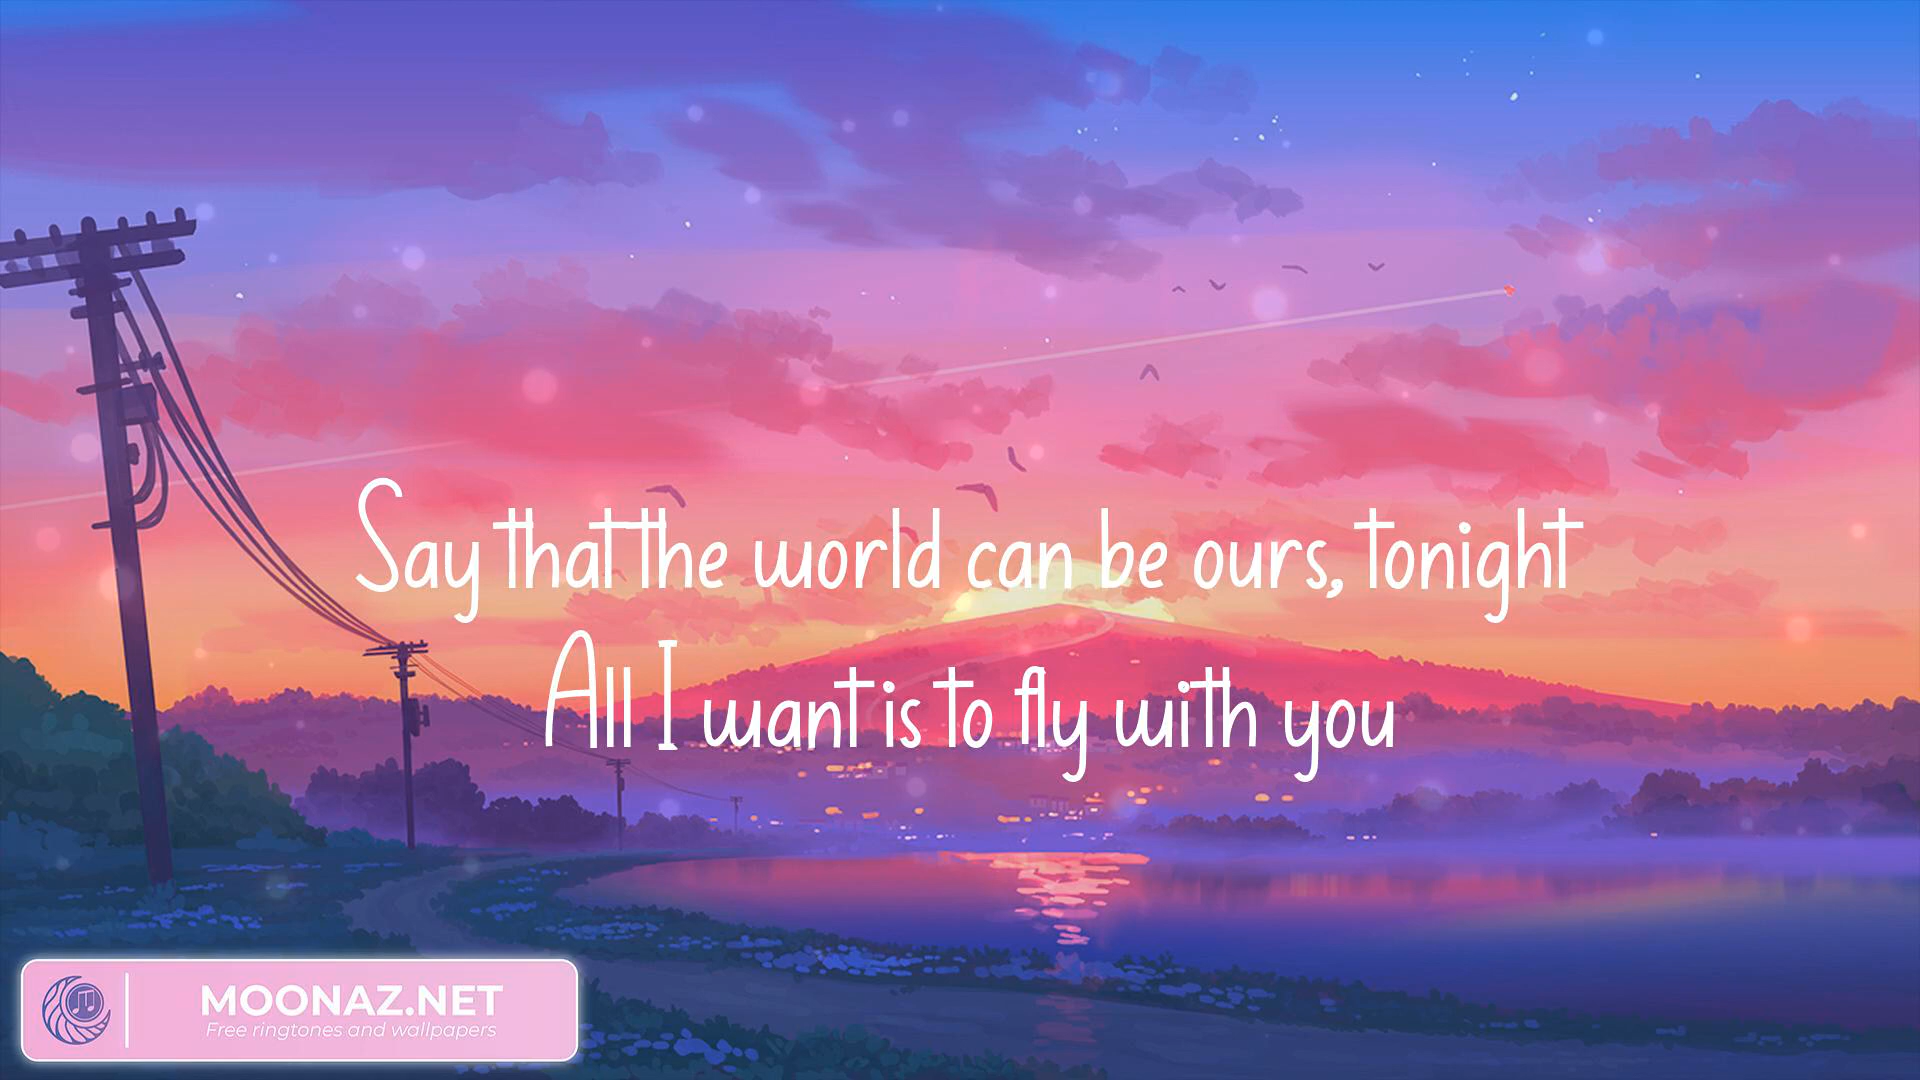 Say that the world can be ours, tonight
All I want is to fly with you
MOONAZ.NET
Free ringtones and wallpapers